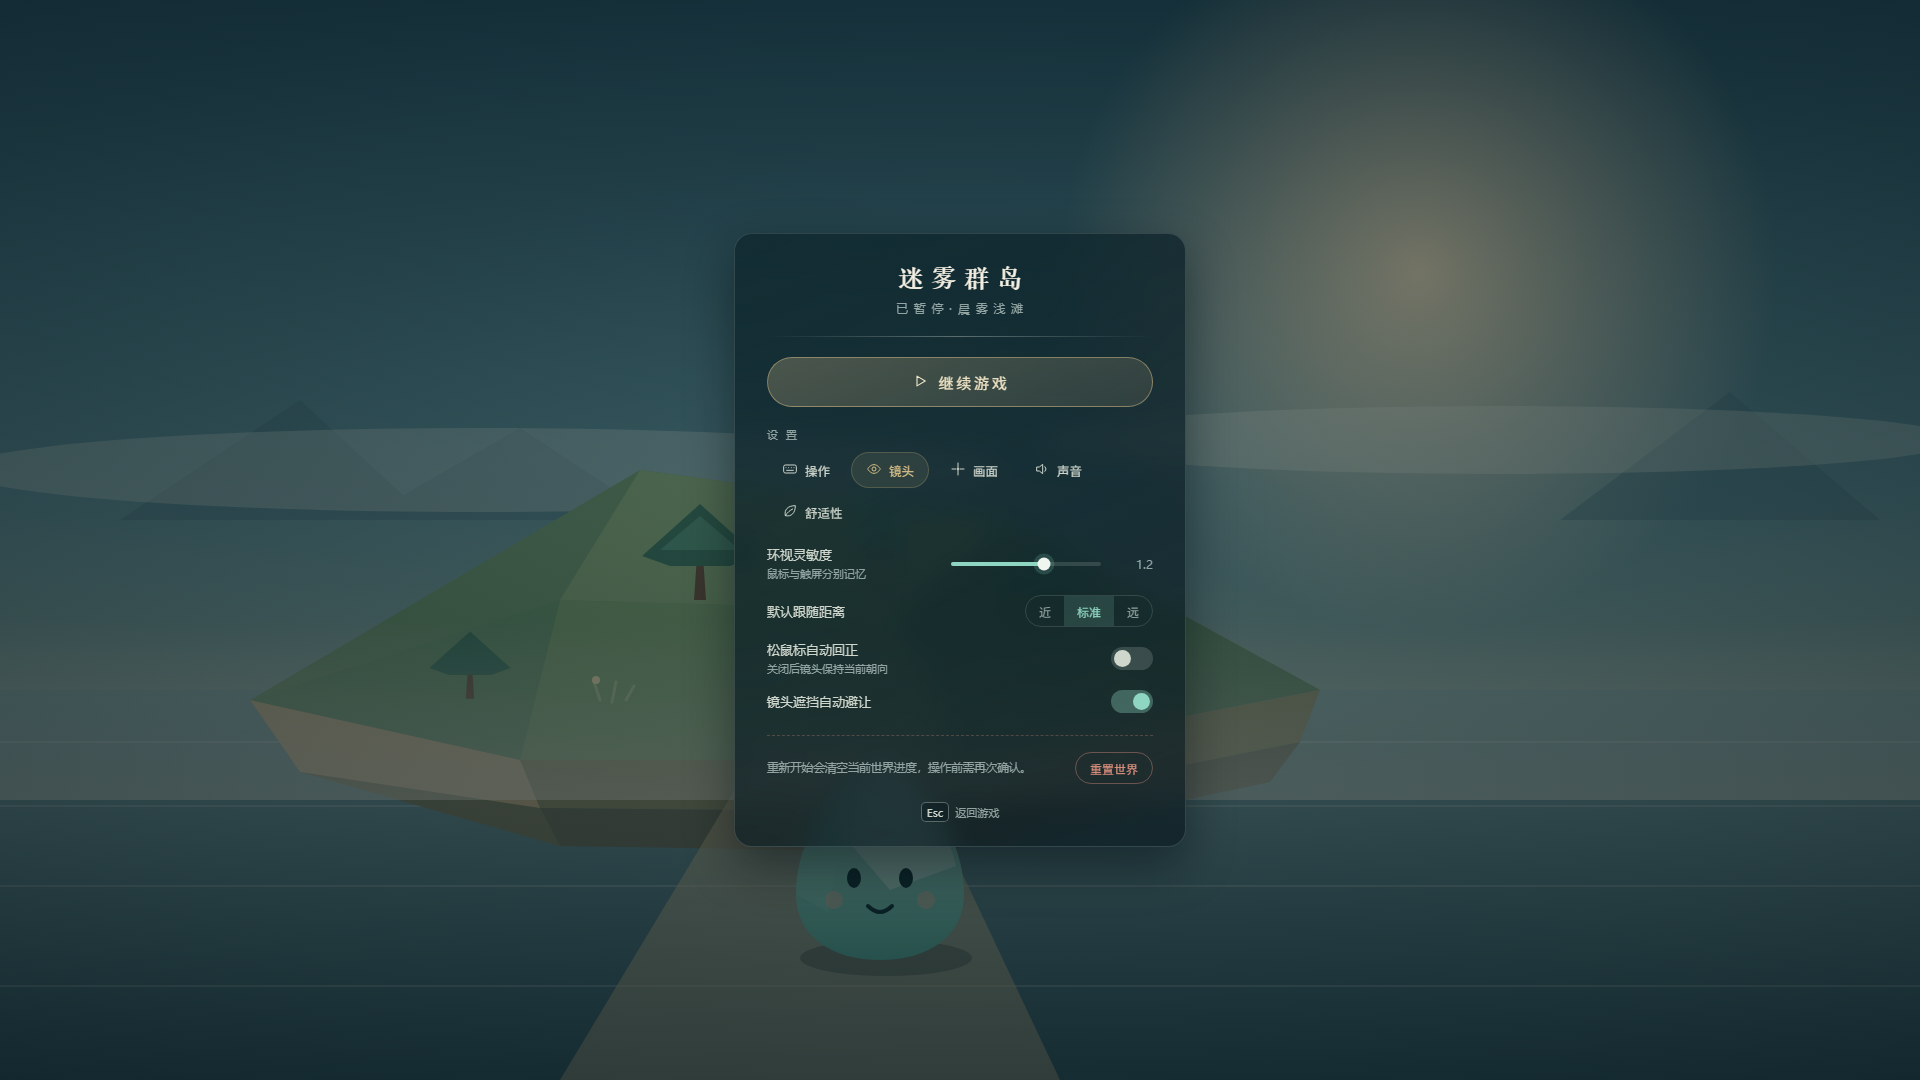 迷雾群岛
已暂停·晨雾浅滩
继续游戏
设置
操作 镜头 画面 声音
舒适性
环视灵敏度 1.2
鼠标与触屏分别记忆
默认跟随距离 近 标准 远
松鼠标自动回正
关闭后镜头保持当前朝向
镜头遮挡自动避让
重新开始会清空当前世界进度，操作前需再次确认。 重置世界
Esc 返回游戏